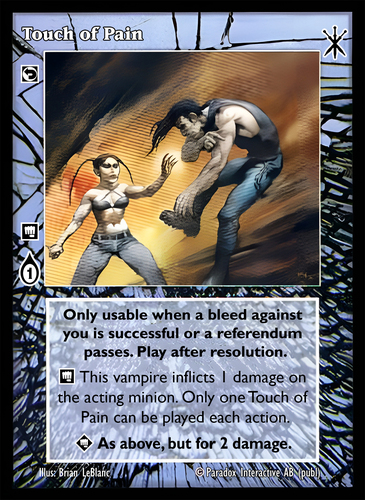 Touch of Pain
1
Only usable when a bleed against
you is successful or a referendum
passes. Play after resolution.
This vampire inflicts 1 damage on
the acting minion. Only one Touch of
Pain can be played each action.
As above, but for 2 damage.
Illus: Brian LeBlanc
© Paradox Interactive AB (publ)